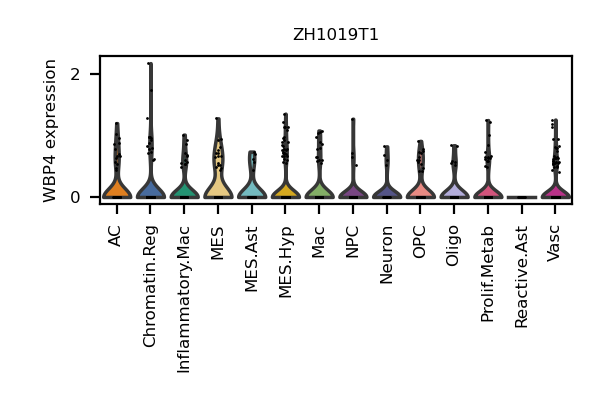 ZH1019T1
WBP4 expression
2
0
AC
Chromatin.Reg
Inflammatory.Mac
MES
MES.Ast
MES.Hyp
Mac
NPC
Neuron
OPC
Oligo
Prolif.Metab
Reactive.Ast
Vasc